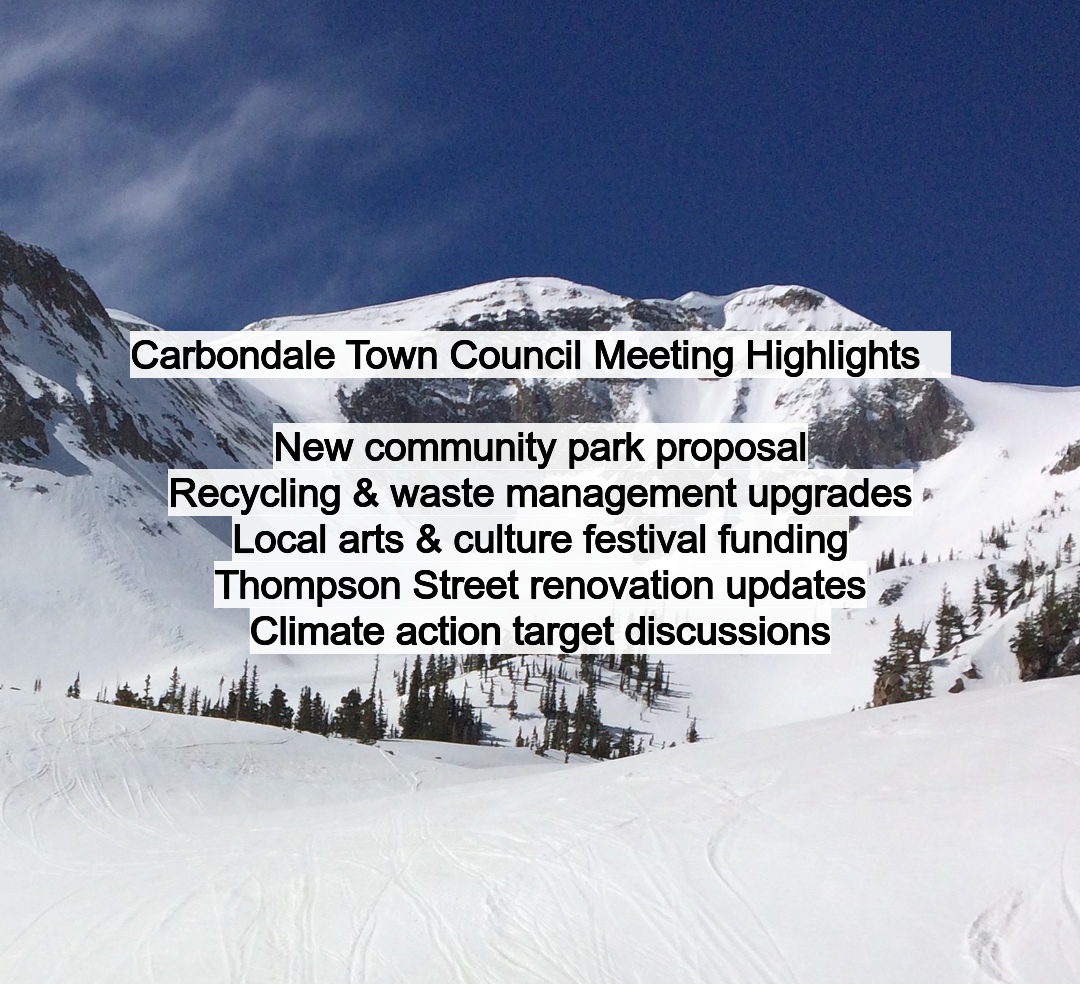 Carbondale Town Council Meeting Highlights
New community park proposal
Recycling & waste management upgrades
Local arts & culture festival funding
Thompson Street renovation updates
Climate action target discussions